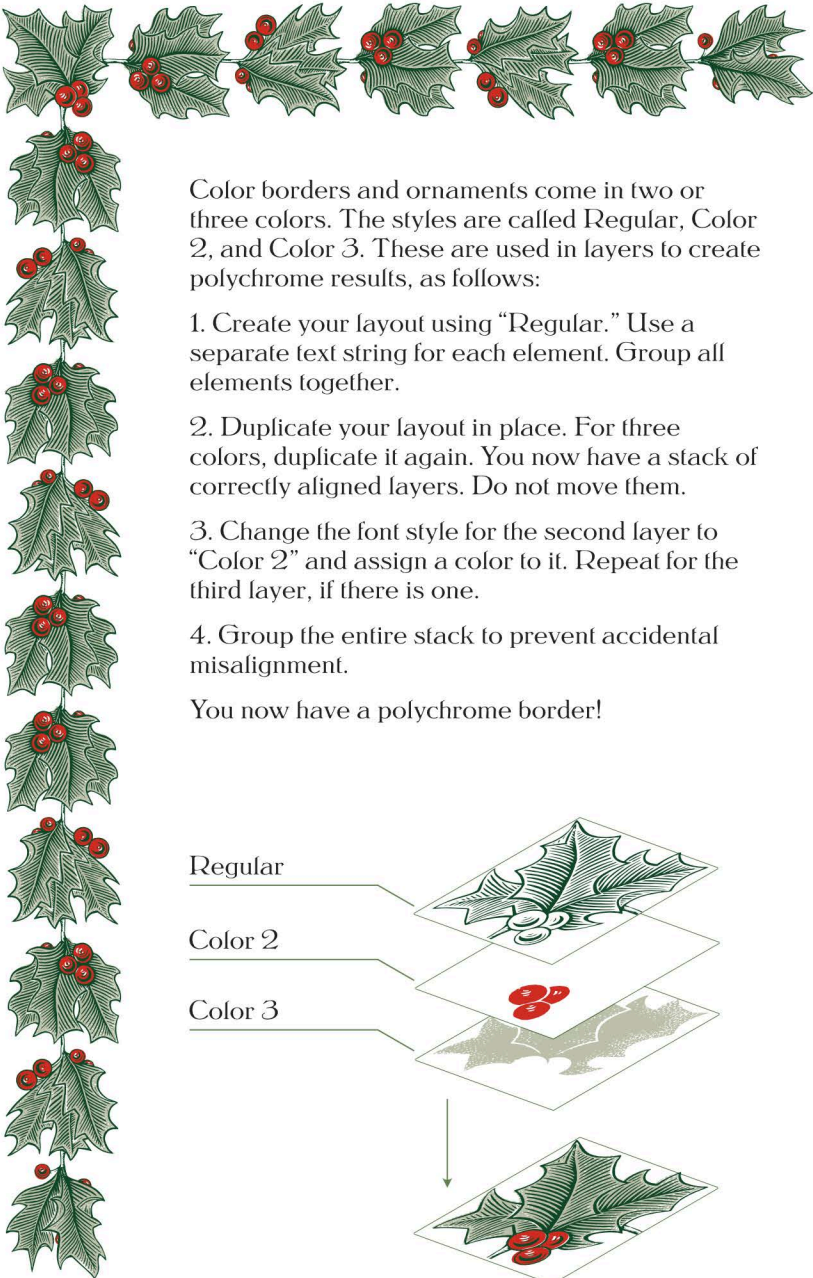 Color borders and ornaments come in two or
three colors. The styles are called Regular, Color
2, and Color 3. These are used in layers to create
polychrome results, as follows:
1. Create your layout using “Regular.” Use a
separate text string for each element. Group all
elements together.
2. Duplicate your layout in place. For three
colors, duplicate it again. You now have a stack of
correctly aligned layers. Do not move them.
3. Change the font style for the second layer to
“Color 2” and assign a color to it. Repeat for the
third layer, if there is one.
4. Group the entire stack to prevent accidental
misalignment.
You now have a polychrome border!
Regular
Color 2
Color 3